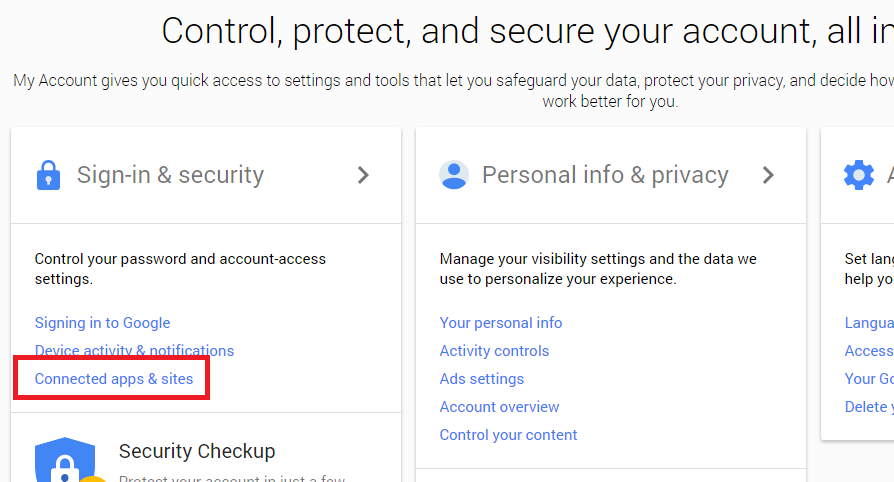 Control, protect, and secure your account, all in
My Account gives you quick access to settings and tools that let you safeguard your data, protect your privacy, and decide how
work better for you.
Sign-in & security
Control your password and account-access
settings.
Signing in to Google
Device activity & notifications
Connected apps & sites
Security Checkup
Protect your account in just a few
Personal info & privacy
Manage your visibility settings and the data we
use to personalize your experience.
Your personal info
Activity controls
Ads settings
Account overview
Control your content
Set lan
help yo
Langua
Access
Your Go
Delete y